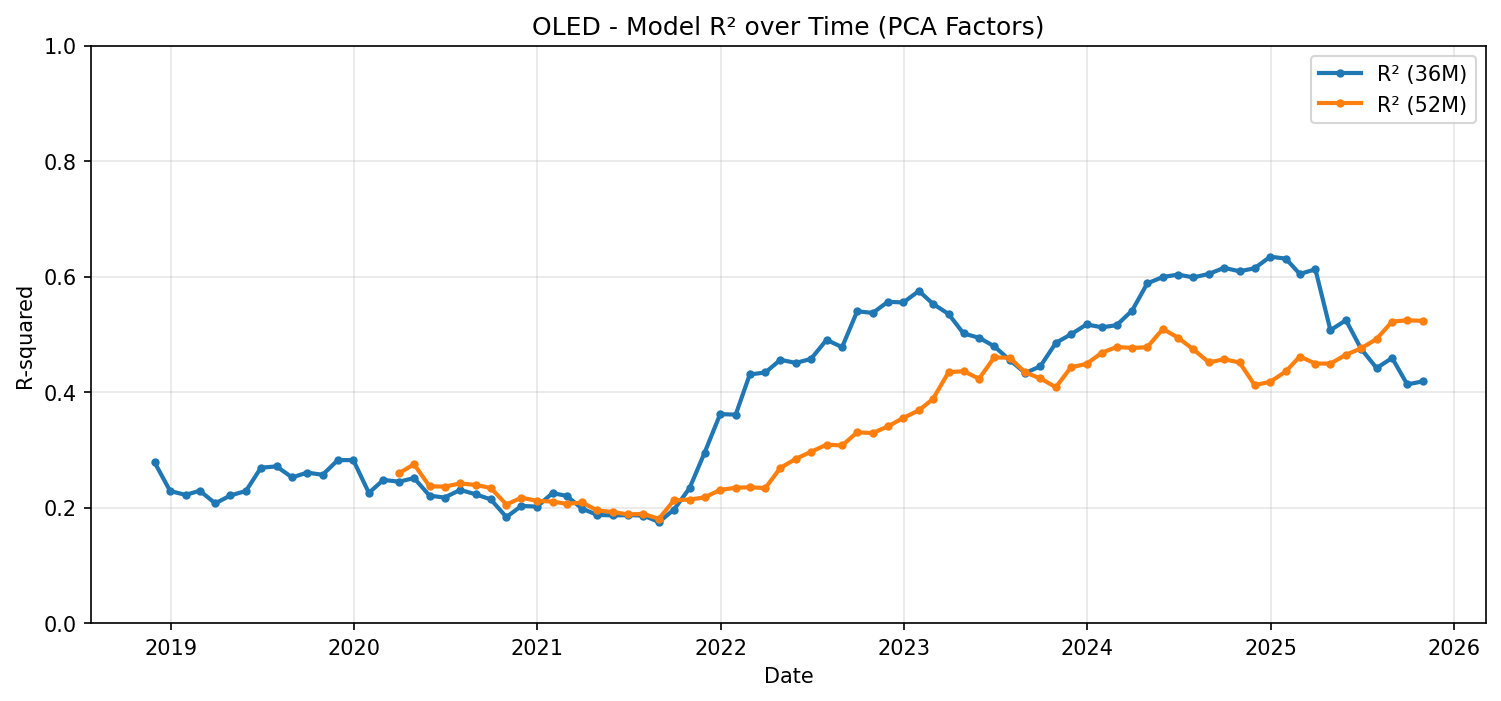 OLED - Model R² over Time (PCA Factors)
R² (36M)
R² (52M)
R-squared
1.0
0.8
0.6
0.4
0.2
0.0
2019 2020 2021 2022 2023 2024 2025 2026
Date